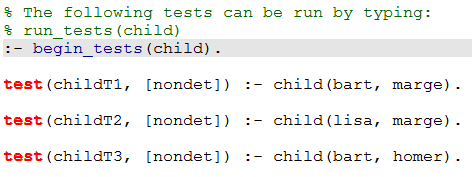 % The following tests can be run by typing:
% run_tests(child)
:- begin_tests(child).
test(childT1, [nondet]) :- child(bart, marge).
test(childT2, [nondet]) :- child(lisa, marge).
test(childT3, [nondet]) :- child(bart, homer).